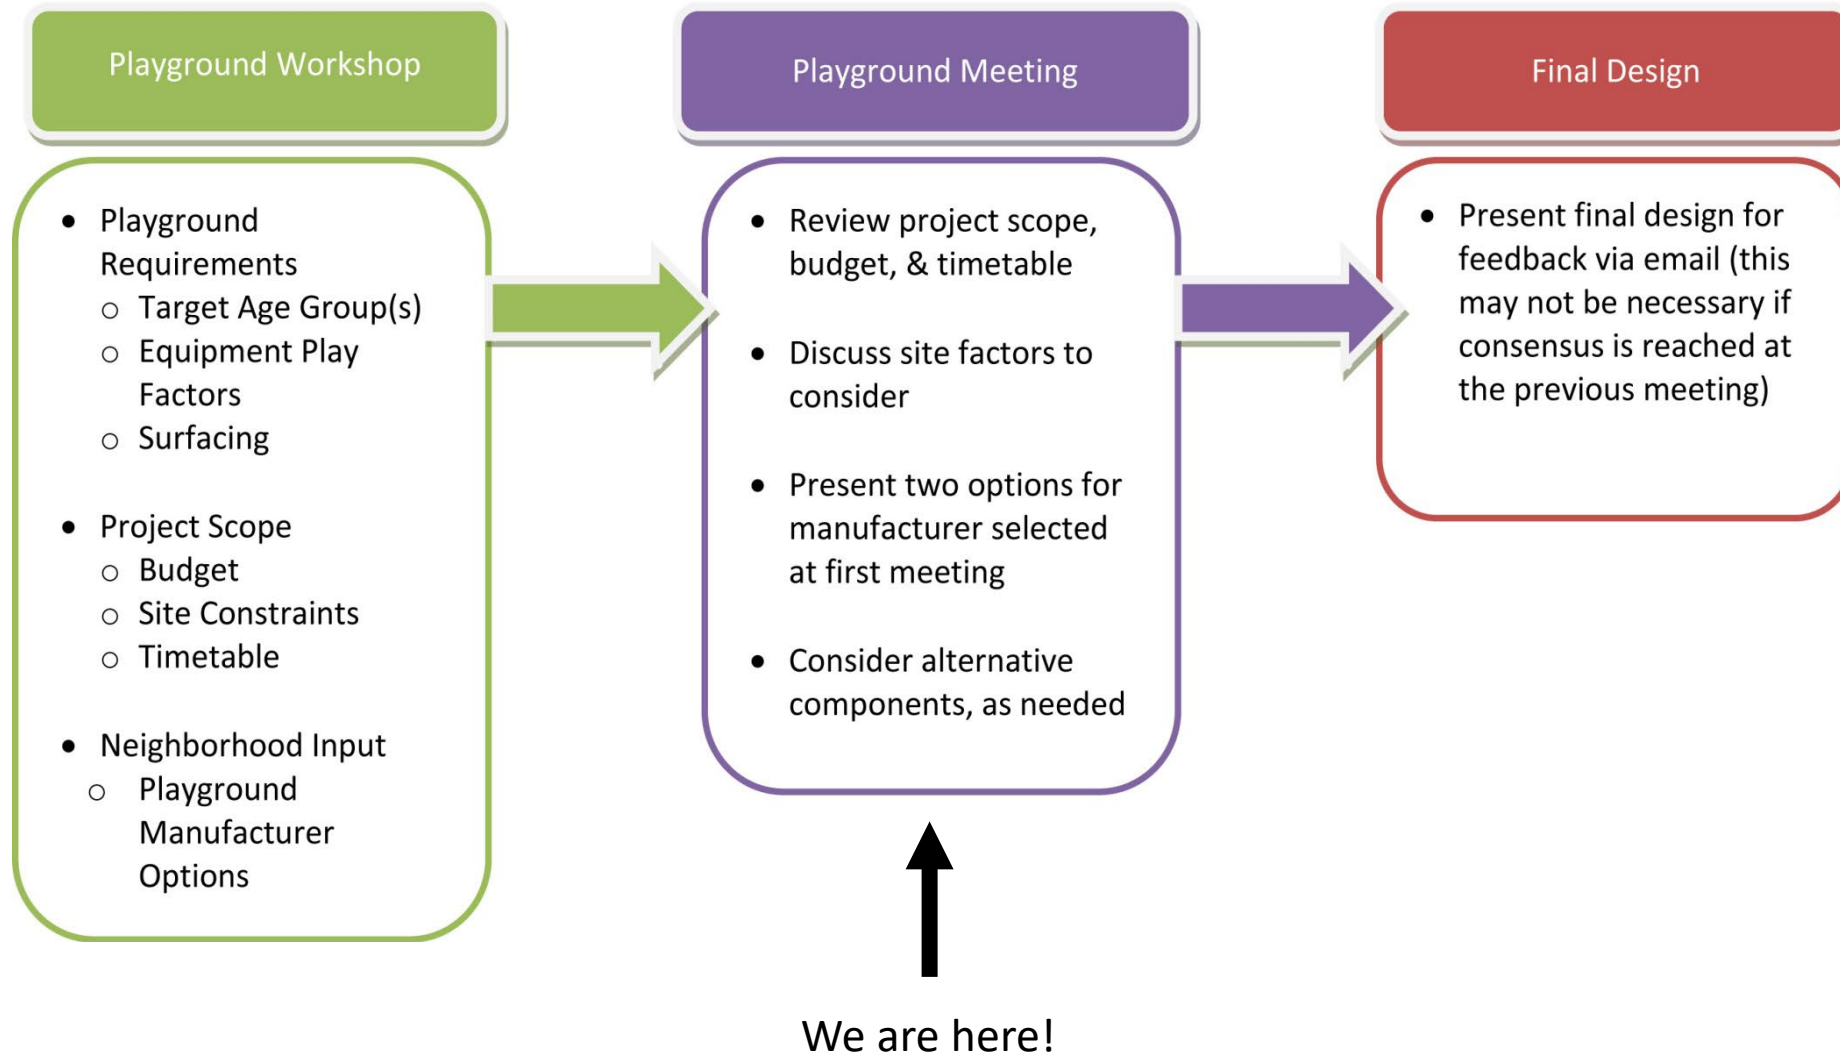 Playground Workshop
• Playground
Requirements
o Target Age Group(s)
o Equipment Play
Factors
o Surfacing
• Project Scope
o Budget
o Site Constraints
o Timetable
• Neighborhood Input
o Playground
Manufacturer
Options
Playground Meeting
• Review project scope,
budget, & timetable
• Discuss site factors to
consider
• Present two options for
manufacturer selected
at first meeting
• Consider alternative
components, as needed
We are here!
Final Design
• Present final design for
feedback via email (this
may not be necessary if
consensus is reached at
the previous meeting)